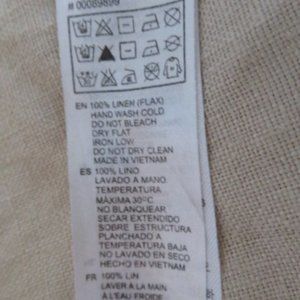 # 00069899
EN 100% LINEN (FLAX)
HAND WASH COLD
DO NOT BLEACH
DRY FLAT
IRON LOW
DO NOT DRY CLEAN
MADE IN VIETNAM
ES 100% LINO
LAVADO A MANO
TEMPERATURA
MÁXIMA 30ºC
NO BLANQUEAR
SECAR EXTENDIDO
SOBRE ESTRUCTURA
PLANCHADO A
TEMPERATURA BAJA
NO LAVADO EN SECO
HECHO EN VIETNAM
FR 100% LIN
LAVER À LA MAIN
À L'EAU FROIDE